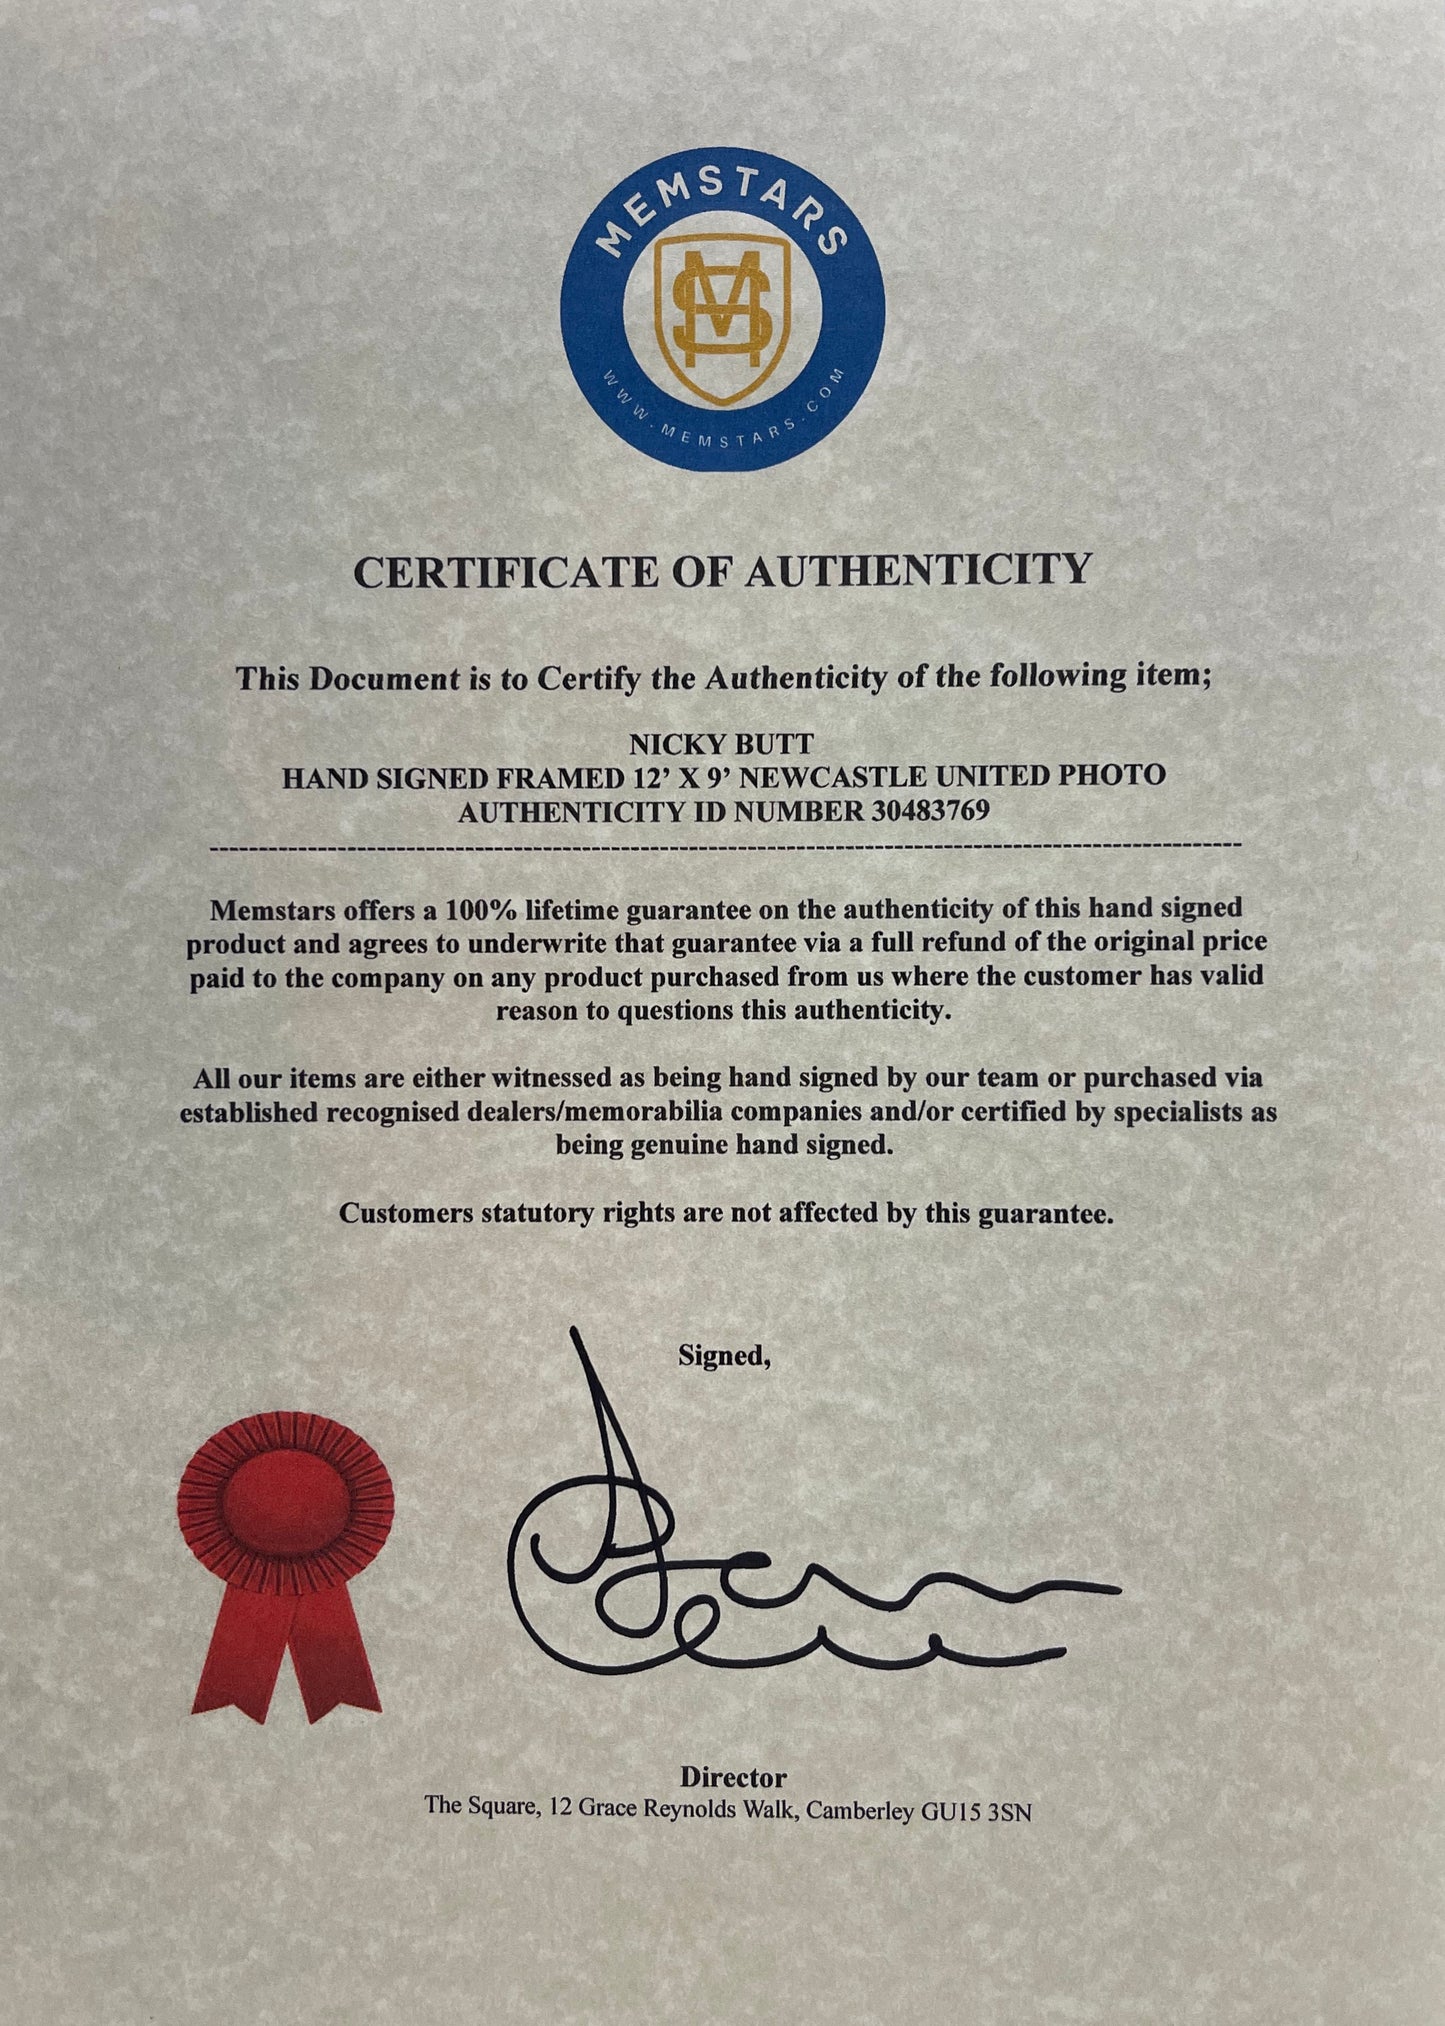 MEMSTARS
MS
WWW.MEMSTARS.COM
CERTIFICATE OF AUTHENTICITY
This Document is to Certify the Authenticity of the following item;
NICKY BUTT
HAND SIGNED FRAMED 12’ X 9’ NEWCASTLE UNITED PHOTO
AUTHENTICITY ID NUMBER 30483769
Memstars offers a 100% lifetime guarantee on the authenticity of this hand signed
product and agrees to underwrite that guarantee via a full refund of the original price
paid to the company on any product purchased from us where the customer has valid
reason to questions this authenticity.
All our items are either witnessed as being hand signed by our team or purchased via
established recognised dealers/memorabilia companies and/or certified by specialists as
being genuine hand signed.
Customers statutory rights are not affected by this guarantee.
Signed,
Director
The Square, 12 Grace Reynolds Walk, Camberley GU15 3SN